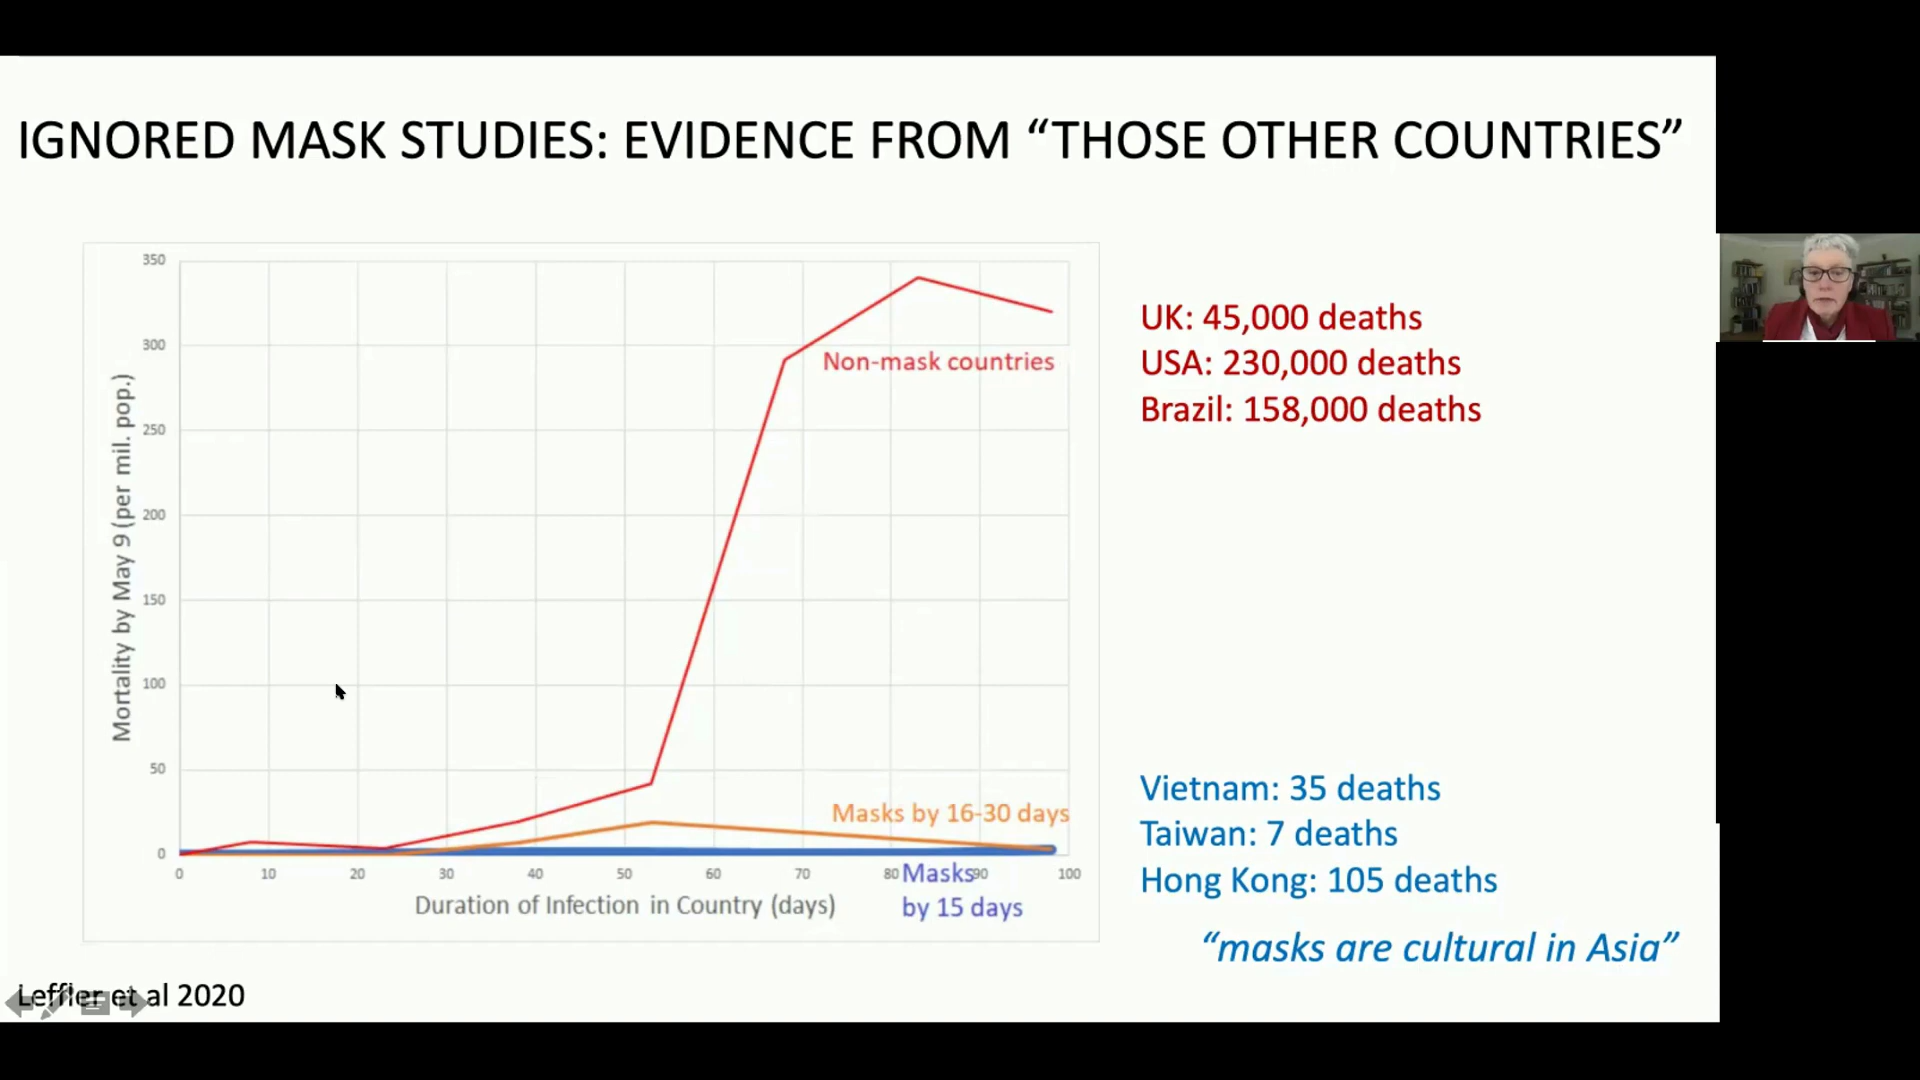 IGNORED MASK STUDIES: EVIDENCE FROM “THOSE OTHER COUNTRIES”
350
300
250
200
150
100
50
0
Mortality by May 9 (per mil. pop.)
Non-mask countries
Masks by 16-30 days
0 10 20 30 40 50 60 70 80 90 100
Masks
by 15 days
Duration of Infection in Country (days)
UK: 45,000 deaths
USA: 230,000 deaths
Brazil: 158,000 deaths
Vietnam: 35 deaths
Taiwan: 7 deaths
Hong Kong: 105 deaths
“masks are cultural in Asia”
Leffler et al 2020